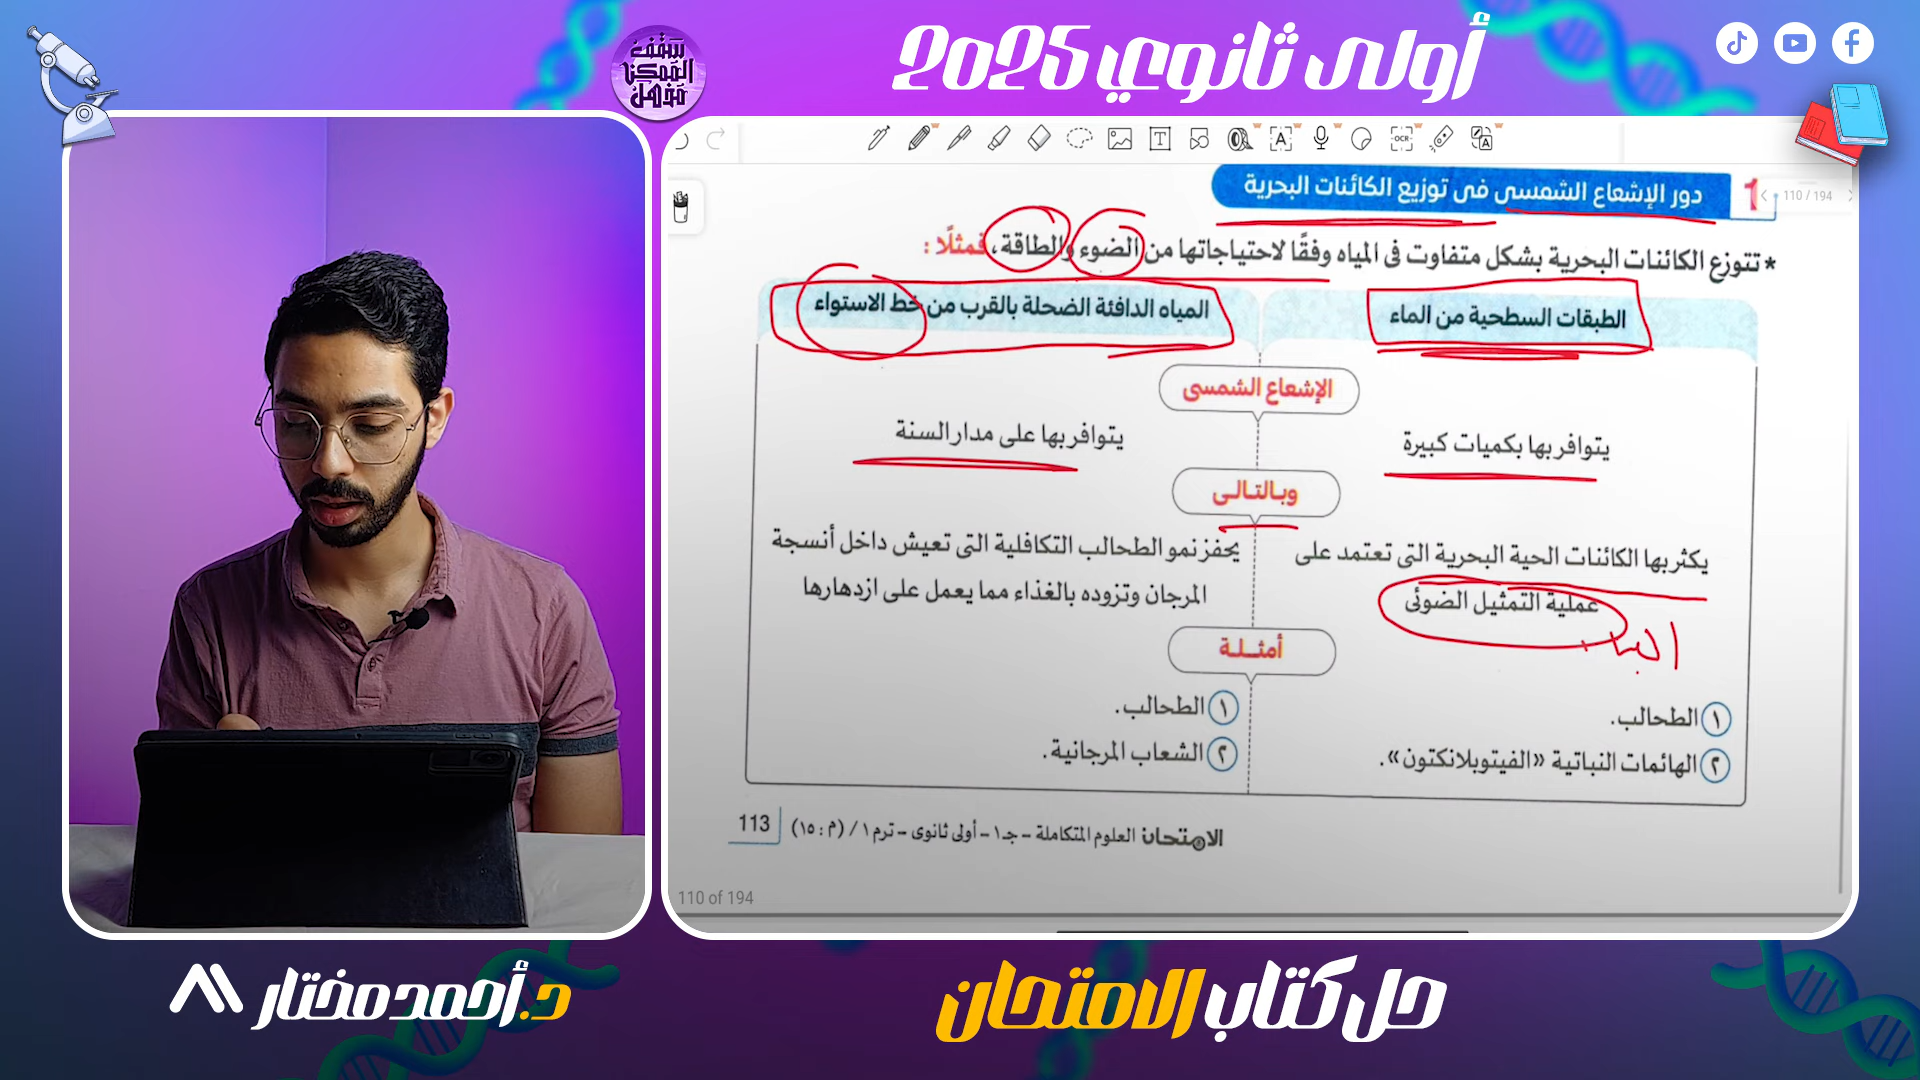 أولى ثانوي 2025
سقف
الممكن
مذهل
1 دور الإشعاع الشمسى فى توزيع الكائنات البحرية
110 / 194
* تتوزع الكائنات البحرية بشكل متفاوت فى المياه وفقًا لاحتياجاتها من الضوء والطاقة، فمثلًا :
الطبقات السطحية من الماء
المياه الدافئة الضحلة بالقرب من خط الاستواء
الإشعاع الشمسى
يتوافر بها بكميات كبيرة
يتوافر بها على مدار السنة
وبالتالى
يكثر بها الكائنات الحية البحرية التى تعتمد على
عملية التمثيل الضوئى
يحفز نمو الطحالب التكافلية التى تعيش داخل أنسجة
المرجان وتزوده بالغذاء مما يعمل على ازدهارها
أمثلة
١ الطحالب.
٢ الهائمات النباتية «الفيتوبلانكتون».
١ الطحالب.
٢ الشعاب المرجانية.
الامتحان العلوم المتكاملة - جـ١ - أولى ثانوى - ترم ١ / (م : ١٥) 113
110 of 194
حل كتاب الامتحان
د.أحمد مختار